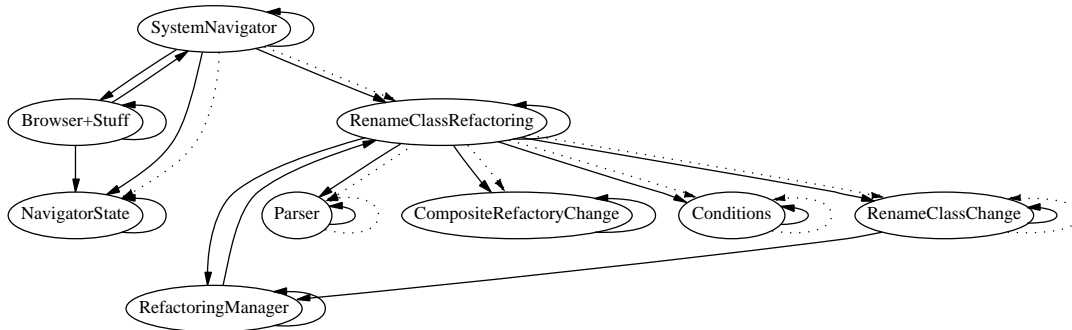 SystemNavigator
Browser+Stuff
RenameClassRefactoring
NavigatorState
Parser
CompositeRefactoryChange
Conditions
RenameClassChange
RefactoringManager